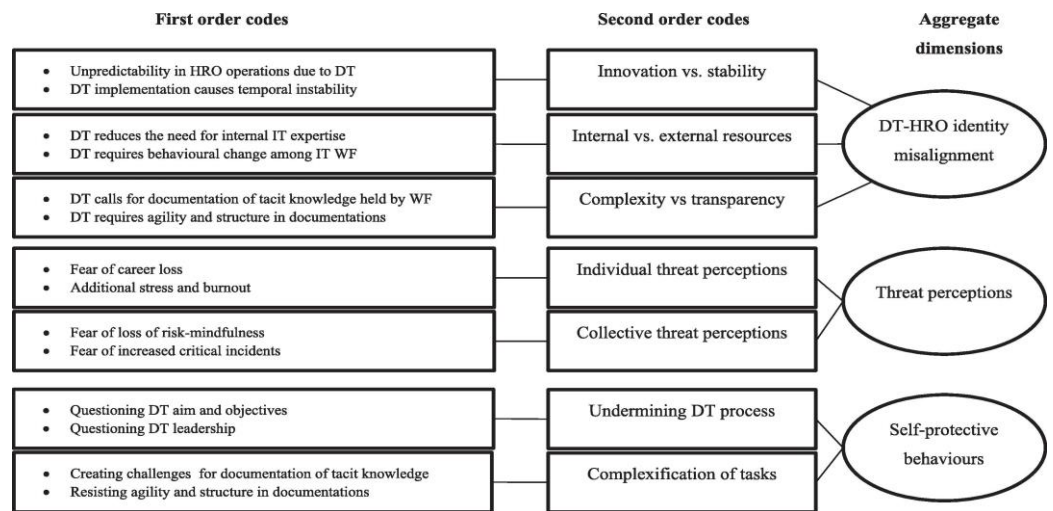 First order codes
Second order codes
Aggregate
dimensions
• Unpredictability in HRO operations due to DT
• DT implementation causes temporal instability
Innovation vs. stability
• DT reduces the need for internal IT expertise
• DT requires behavioural change among IT WF
Internal vs. external resources
• DT calls for documentation of tacit knowledge held by WF
• DT requires agility and structure in documentations
Complexity vs transparency
DT-HRO identity
misalignment
• Fear of career loss
• Additional stress and burnout
Individual threat perceptions
• Fear of loss of risk-mindfulness
• Fear of increased critical incidents
Collective threat perceptions
Threat perceptions
• Questioning DT aim and objectives
• Questioning DT leadership
Undermining DT process
• Creating challenges for documentation of tacit knowledge
• Resisting agility and structure in documentations
Complexification of tasks
Self-protective
behaviours